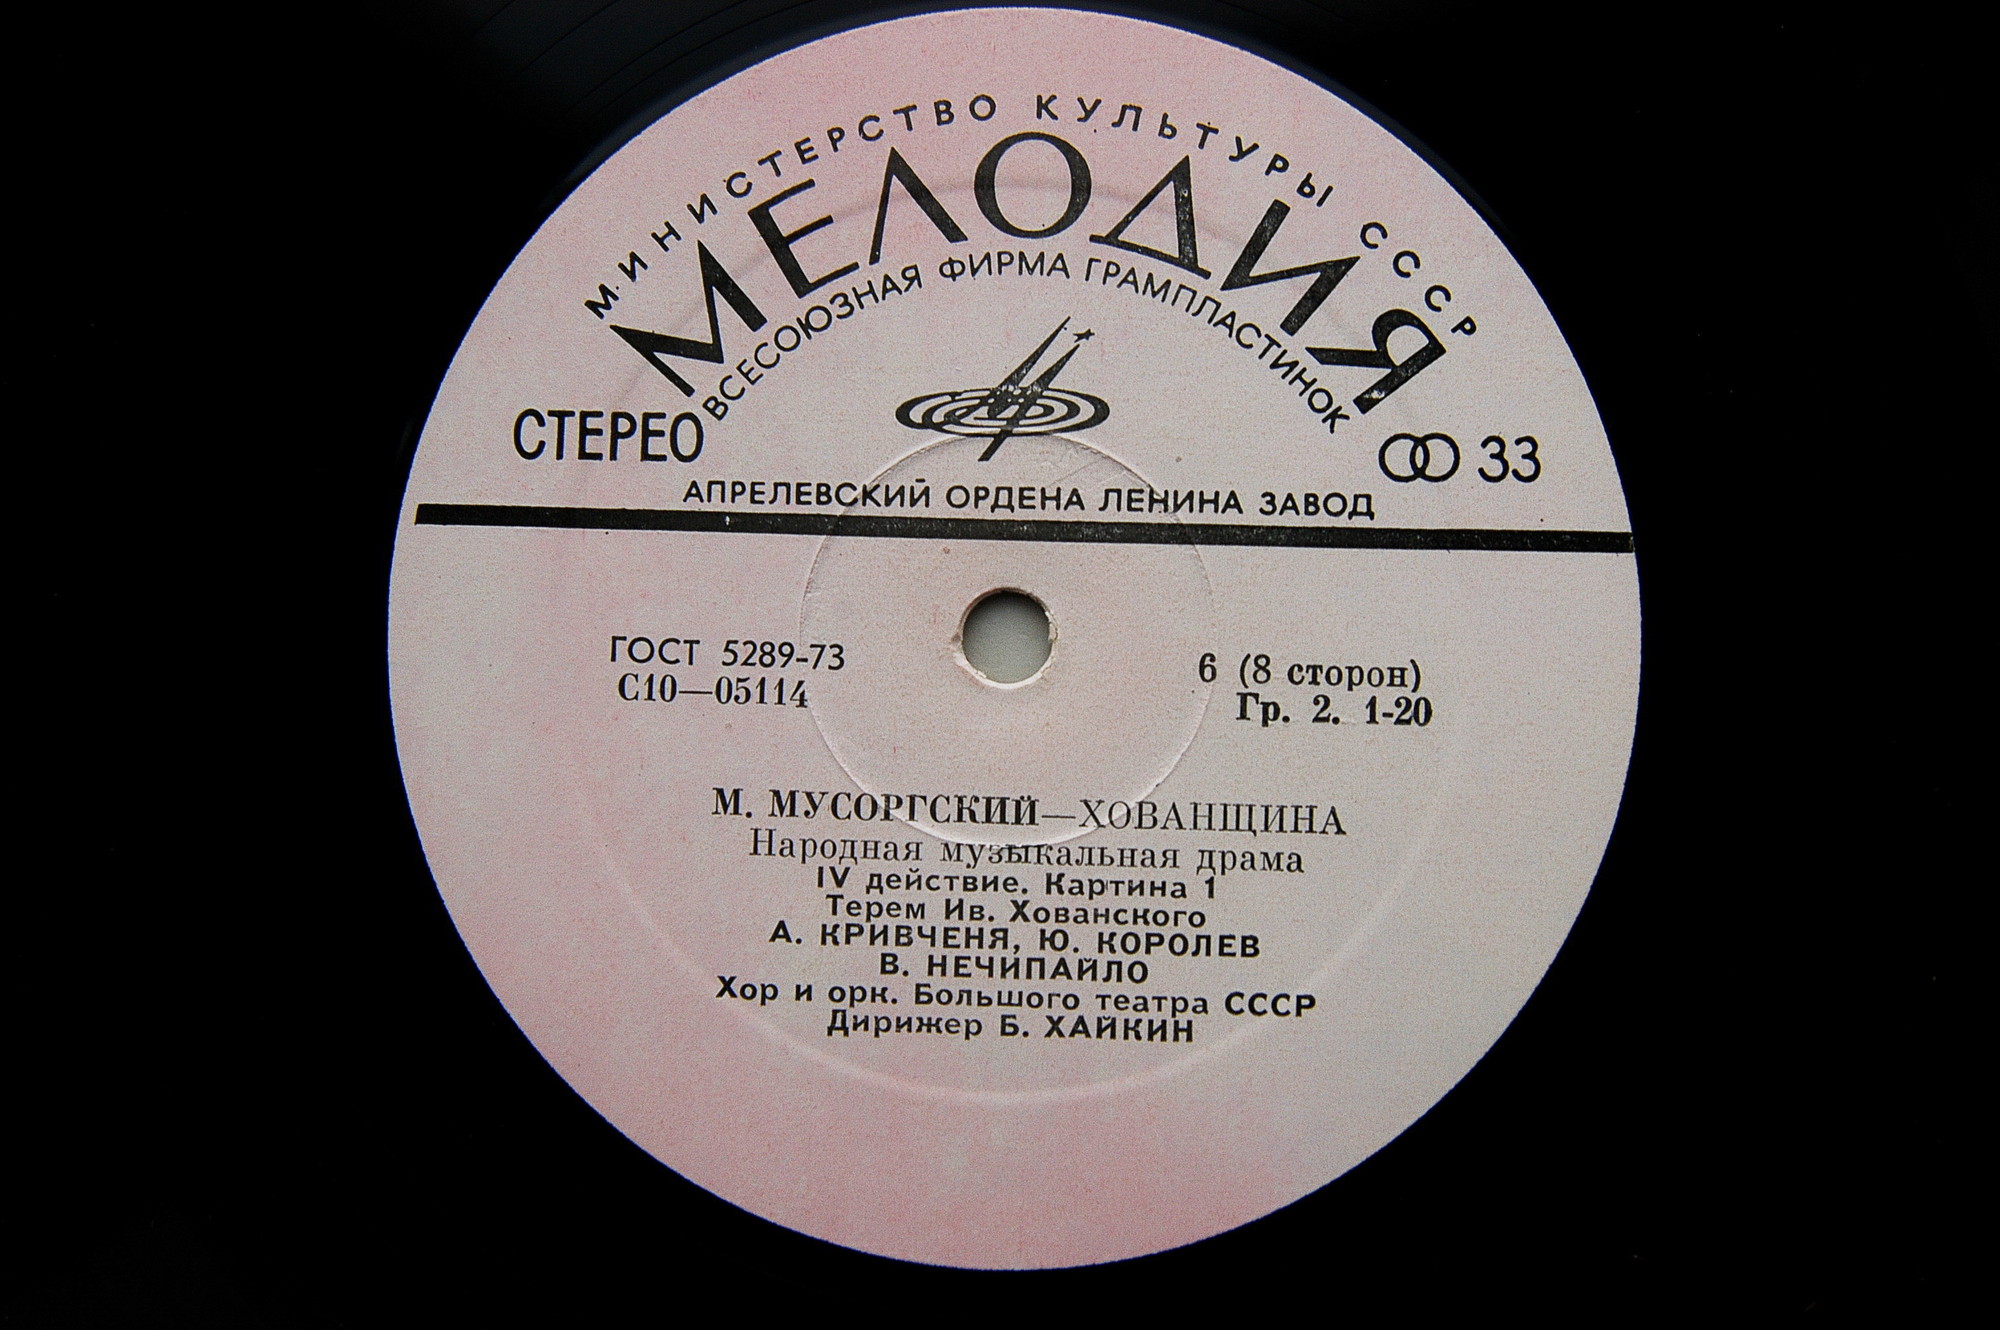 МИНИСТЕРСТВО КУЛЬТУРЫ СССР
МЕЛОДИЯ
ВСЕСОЮЗНАЯ ФИРМА ГРАМПЛАСТИНОК
СТЕРЕО
33
АПРЕЛЕВСКИЙ ОРДЕНА ЛЕНИНА ЗАВОД
ГОСТ 5289-73
С10—05114
6 (8 сторон)
Гр. 2. 1-20
М. МУСОРГСКИЙ—ХОВАНЩИНА
Народная музыкальная драма
IV действие. Картина 1
Терем Ив. Хованского
А. КРИВЧЕНЯ, Ю. КОРОЛЕВ
В. НЕЧИПАЙЛО
Хор и орк. Большого театра СССР
Дирижер Б. ХАЙКИН